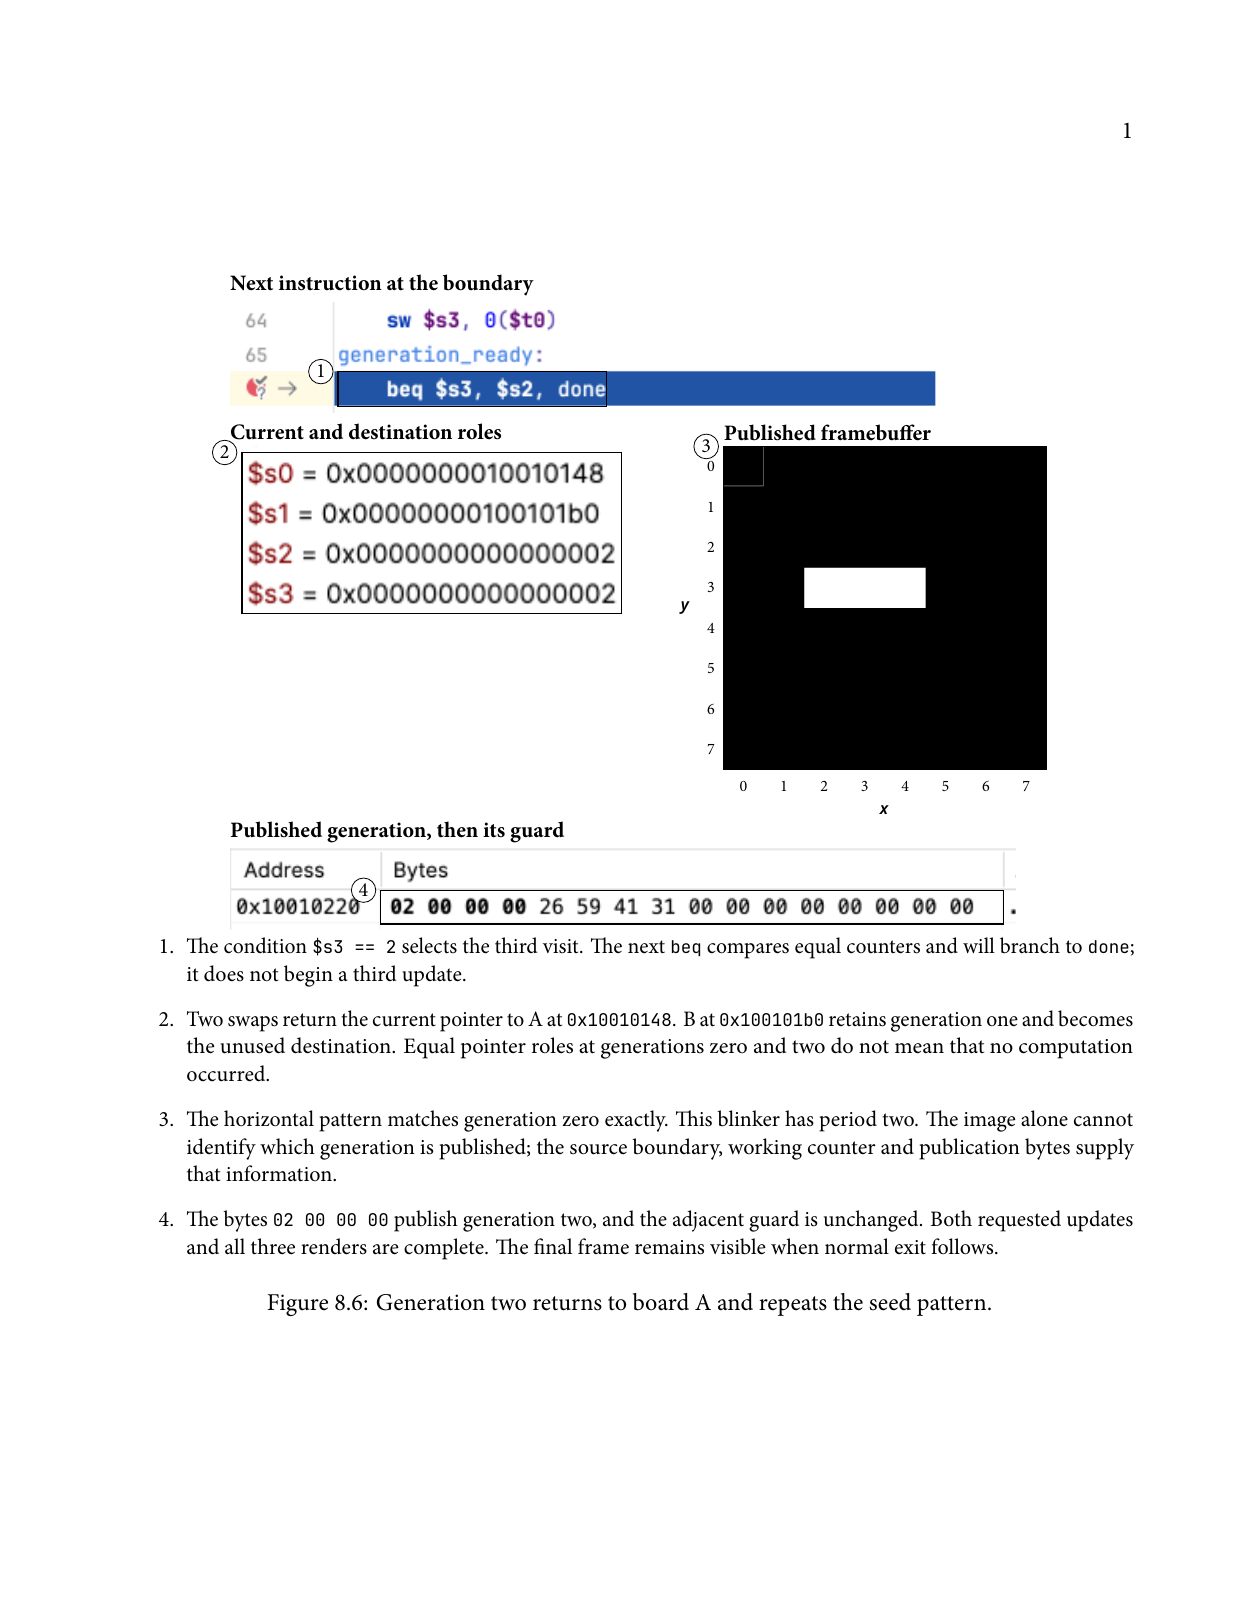 1
Next instruction at the boundary
64 sw $s3, 0($t0)
65 generation_ready:
1 beq $s3, $s2, done
Current and destination roles
2
$s0 = 0x0000000010010148
$s1 = 0x00000000100101b0
$s2 = 0x0000000000000002
$s3 = 0x0000000000000002
3 Published framebuffer
0
1
2
3
y
4
5
6
7
0 1 2 3 4 5 6 7
x
Published generation, then its guard
Address Bytes
4
0x10010220 02 00 00 00 26 59 41 31 00 00 00 00 00 00 00 00 .
1. The condition $s3 == 2 selects the third visit. The next beq compares equal counters and will branch to done;
it does not begin a third update.
2. Two swaps return the current pointer to A at 0x10010148. B at 0x100101b0 retains generation one and becomes
the unused destination. Equal pointer roles at generations zero and two do not mean that no computation
occurred.
3. The horizontal pattern matches generation zero exactly. This blinker has period two. The image alone cannot
identify which generation is published; the source boundary, working counter and publication bytes supply
that information.
4. The bytes 02 00 00 00 publish generation two, and the adjacent guard is unchanged. Both requested updates
and all three renders are complete. The final frame remains visible when normal exit follows.
Figure 8.6: Generation two returns to board A and repeats the seed pattern.